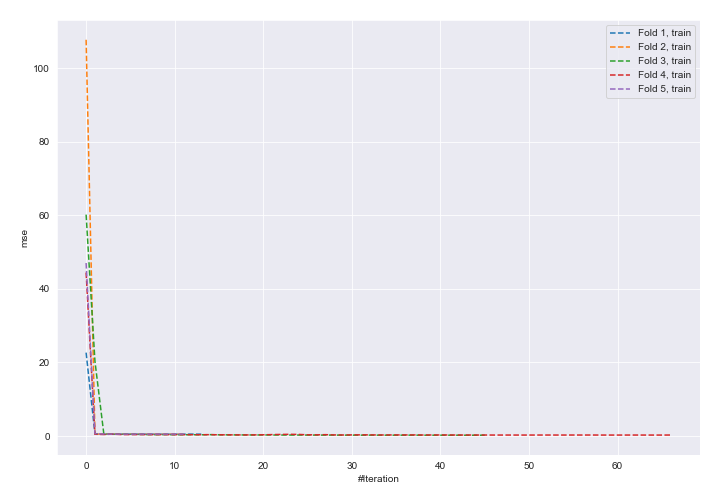 Fold 1, train
Fold 2, train
Fold 3, train
Fold 4, train
Fold 5, train
100
80
60
40
20
0
mse
0 10 20 30 40 50 60
#Iteration